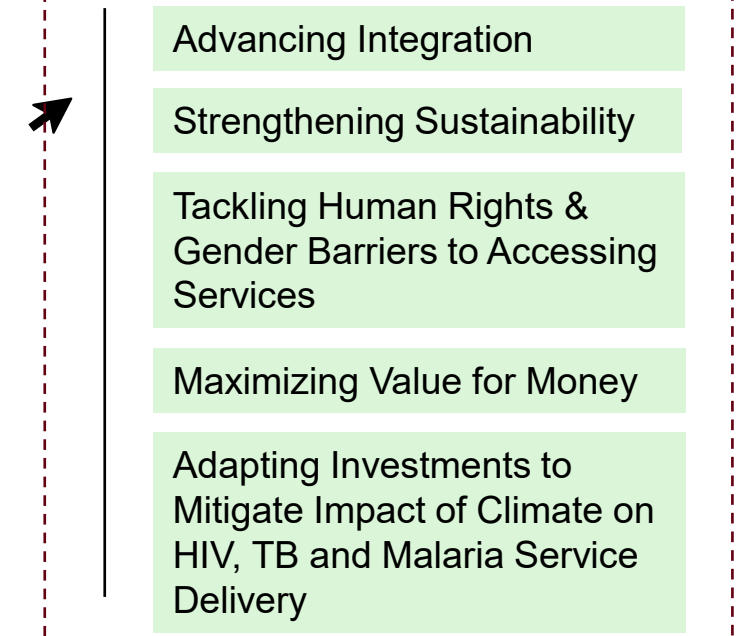 Advancing Integration
Strengthening Sustainability
Tackling Human Rights &
Gender Barriers to Accessing
Services
Maximizing Value for Money
Adapting Investments to
Mitigate Impact of Climate on
HIV, TB and Malaria Service
Delivery